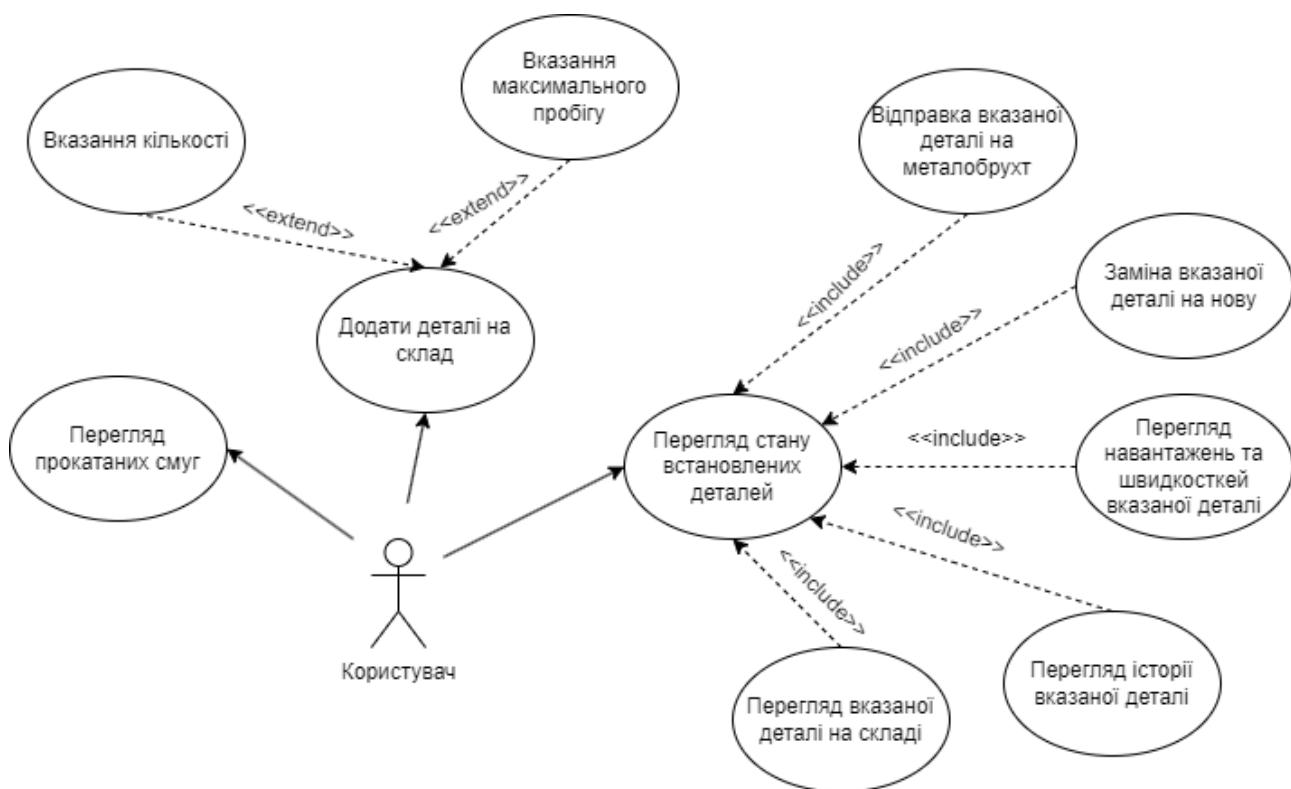 Вказання кількості
Вказання
максимального
пробігу
<<extend>>
<<extend>>
Додати деталі на
склад
Перегляд
прокатаних смуг
Користувач
Відправка вказаної
деталі на
металобрухт
<<include>>
Заміна вказаної
деталі на нову
<<include>>
Перегляд стану
встановлених
деталей
<<include>>
Перегляд
навантажень та
швидкосткей
вказаної деталі
<<include>>
<<include>>
Перегляд історії
вказаної деталі
Перегляд вказаної
деталі на складі